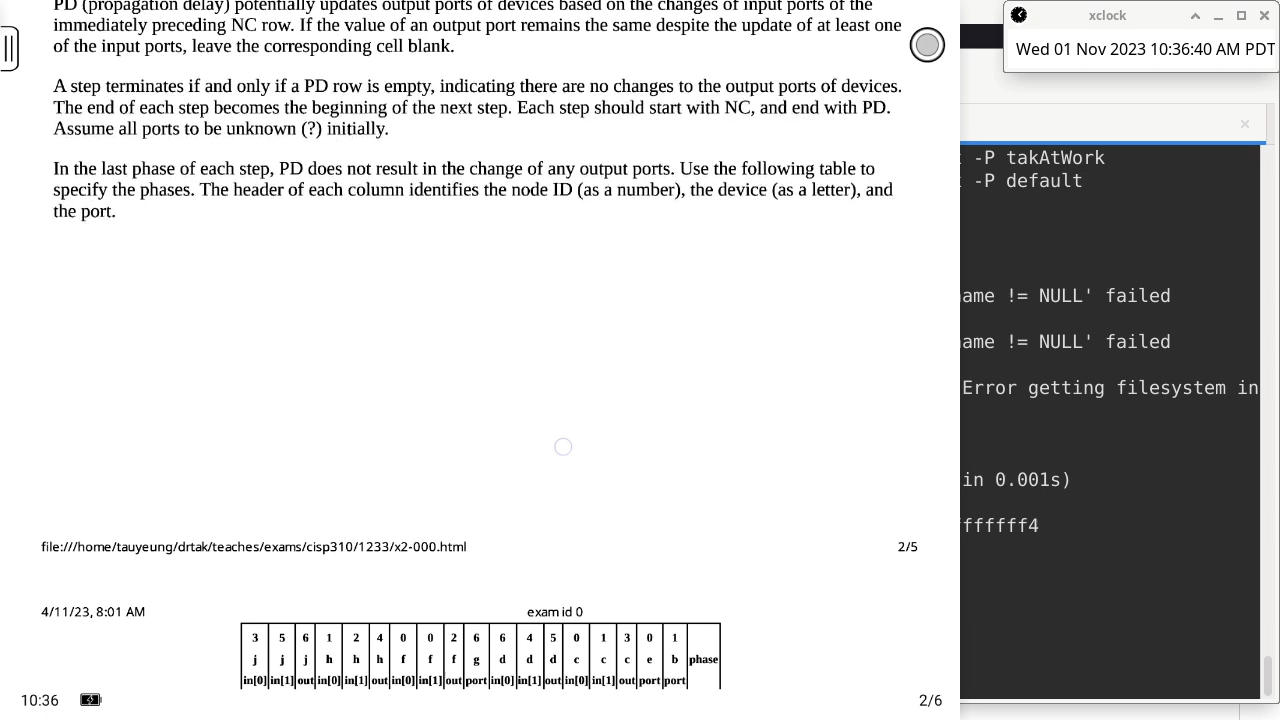 PD (propagation delay) potentially updates output ports of devices based on the changes of input ports of the
immediately preceding NC row. If the value of an output port remains the same despite the update of at least one
of the input ports, leave the corresponding cell blank.
A step terminates if and only if a PD row is empty, indicating there are no changes to the output ports of devices.
The end of each step becomes the beginning of the next step. Each step should start with NC, and end with PD.
Assume all ports to be unknown (?) initially.
In the last phase of each step, PD does not result in the change of any output ports. Use the following table to
specify the phases. The header of each column identifies the node ID (as a number), the device (as a letter), and
the port.
file:///home/tauyeung/drtak/teaches/exams/cisp310/1233/x2-000.html 2/5
4/11/23, 8:01 AM exam id 0
3 5 6 1 2 4 0 0 2 6 6 4 5 0 1 3 0 1
j j j h h h f f f g d d d c c c e b phase
in[0] in[1] out in[0] in[1] out in[0] in[1] out port in[0] in[1] out in[0] in[1] out port port
10:36 2/6
xclock
Wed 01 Nov 2023 10:36:40 AM PDT
-P takAtWork
-P default
ame != NULL' failed
ame != NULL' failed
Error getting filesystem in
in 0.001s)
fffffff4